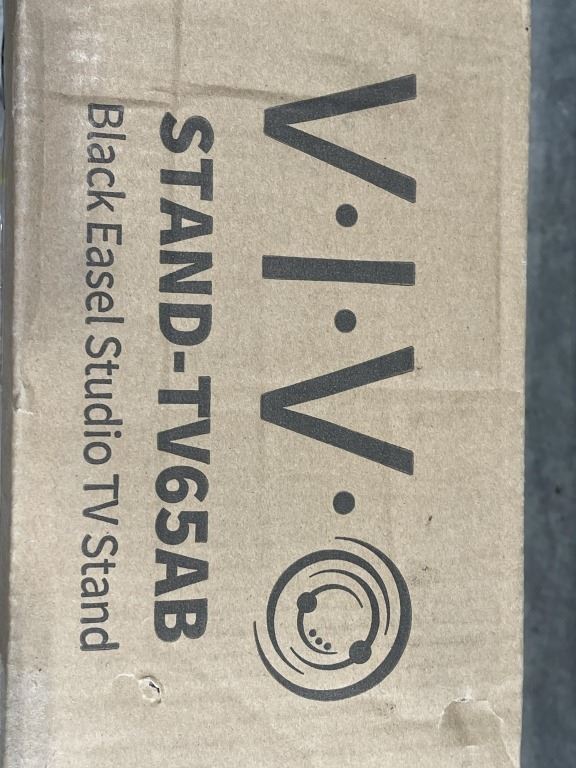 V·I·V·O
STAND-TV65AB
Black Easel Studio TV Stand